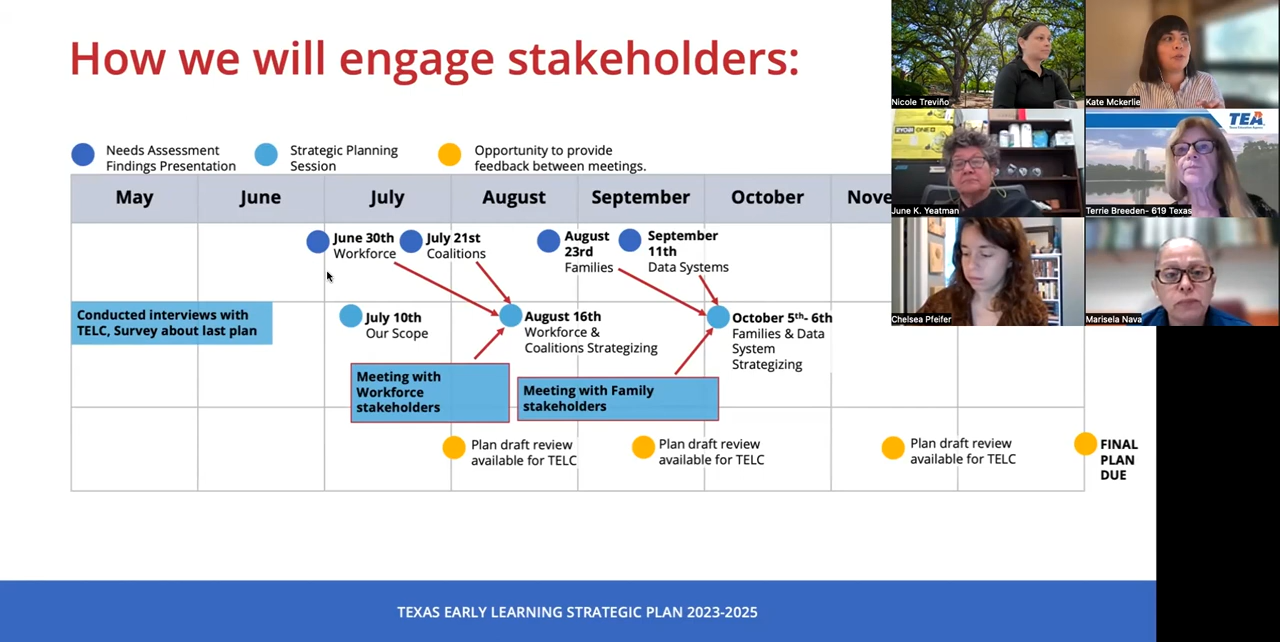 How we will engage stakeholders:
Needs Assessment
Findings Presentation
Strategic Planning
Session
Opportunity to provide
feedback between meetings.
May
June
July
August
September
October
June 30th
Workforce
July 21st
Coalitions
August
23rd
Families
September
11th
Data Systems
Conducted interviews with
TELC, Survey about last plan
July 10th
Our Scope
August 16th
Workforce &
Coalitions Strategizing
October 5th- 6th
Families & Data
System
Strategizing
Meeting with
Workforce
stakeholders
Meeting with Family
stakeholders
Plan draft review
available for TELC
Plan draft review
available for TELC
Plan draft review
available for TELC
FINAL
PLAN
DUE
TEXAS EARLY LEARNING STRATEGIC PLAN 2023-2025
Nicole Treviño
Kate Mckerlie
RYOBI ONE+
TEA
Texas Education Agency
June K. Yeatman
Terrie Breeden- 619 Texas
Chelsea Pfeifer
Marisela Nava